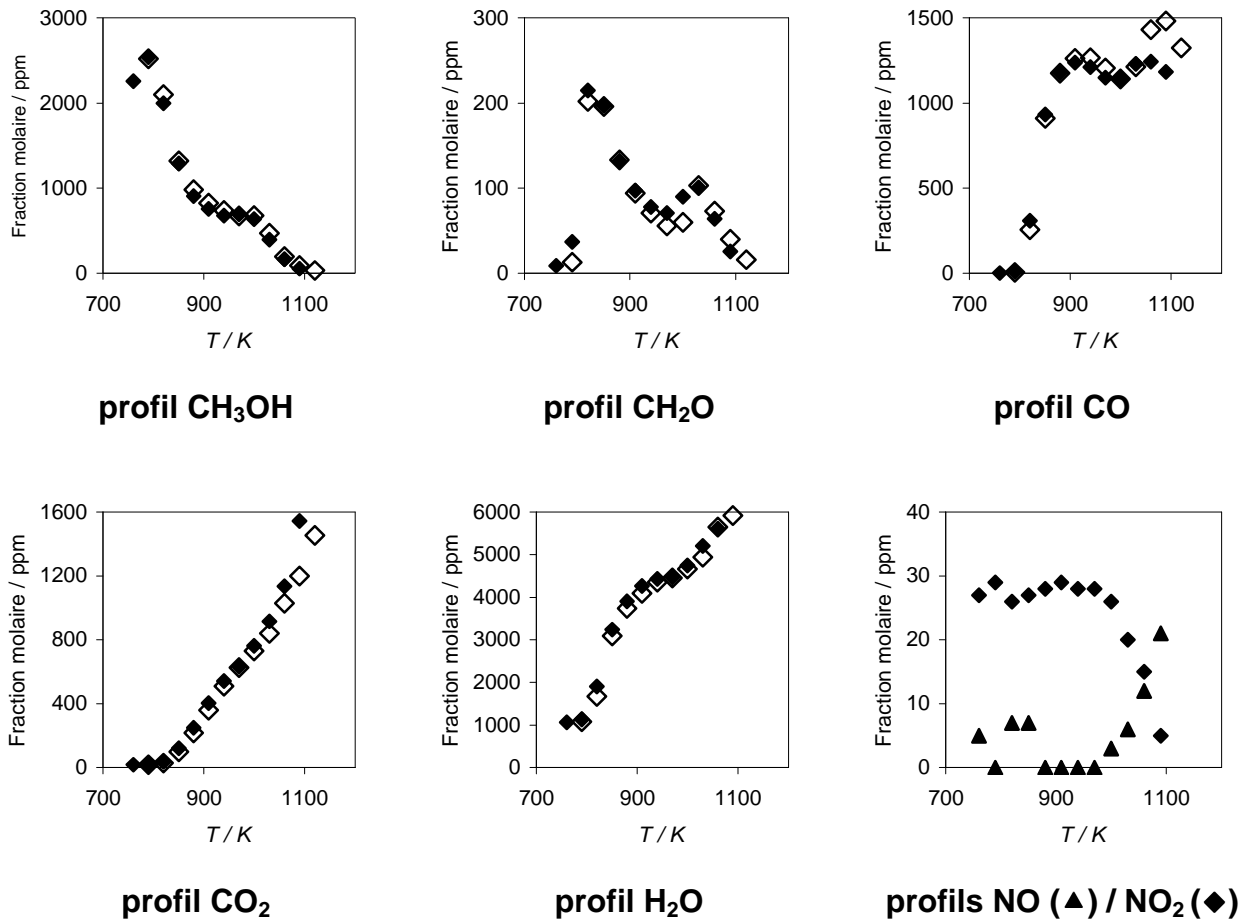 3000
2000
1000
0
700
900
1100
Fraction molaire / ppm
T / K
profil CH₃OH
300
200
100
0
700
900
1100
Fraction molaire / ppm
T / K
profil CH₂O
1500
1000
500
0
700
900
1100
Fraction molaire / ppm
T / K
profil CO
1600
1200
800
400
0
700
900
1100
Fraction molaire / ppm
T / K
profil CO₂
6000
5000
4000
3000
2000
1000
0
700
900
1100
Fraction molaire / ppm
T / K
profil H₂O
40
30
20
10
0
700
900
1100
Fraction molaire / ppm
T / K
profils NO (▲) / NO₂ (◆)